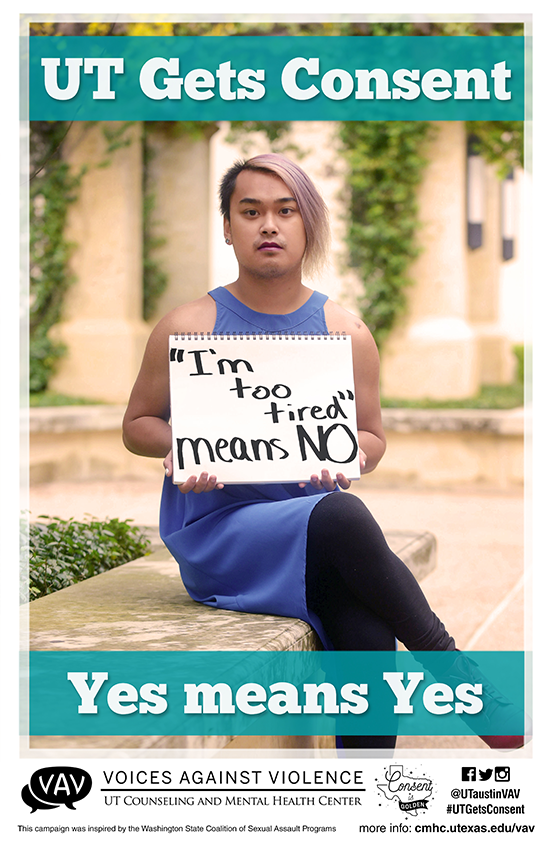 UT Gets Consent
"I'm
too
tired"
means NO
Yes means Yes
VAV
VOICES AGAINST VIOLENCE
UT COUNSELING AND MENTAL HEALTH CENTER
Consent
is
GOLDEN
@UTaustinVAV
#UTGetsConsent
This campaign was inspired by the Washington State Coalition of Sexual Assault Programs
more info: cmhc.utexas.edu/vav